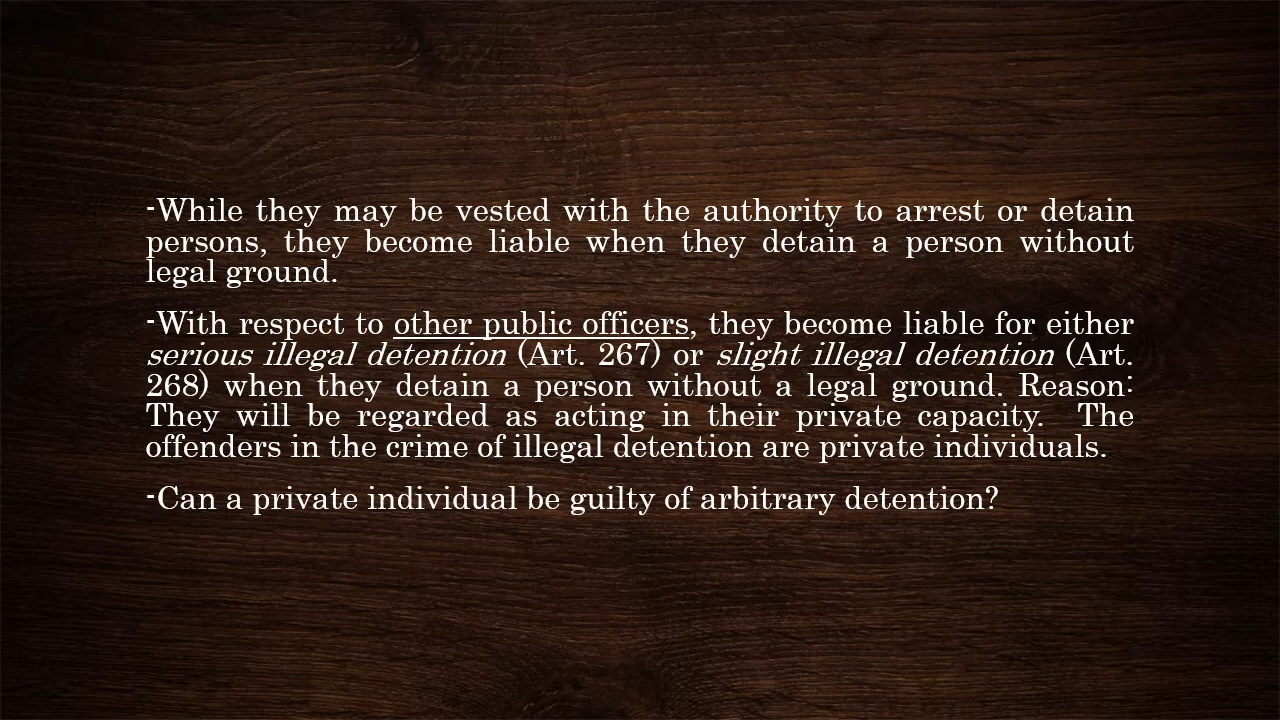 -While they may be vested with the authority to arrest or detain
persons, they become liable when they detain a person without
legal ground.
-With respect to other public officers, they become liable for either
serious illegal detention (Art. 267) or slight illegal detention (Art.
268) when they detain a person without a legal ground. Reason:
They will be regarded as acting in their private capacity. The
offenders in the crime of illegal detention are private individuals.
-Can a private individual be guilty of arbitrary detention?